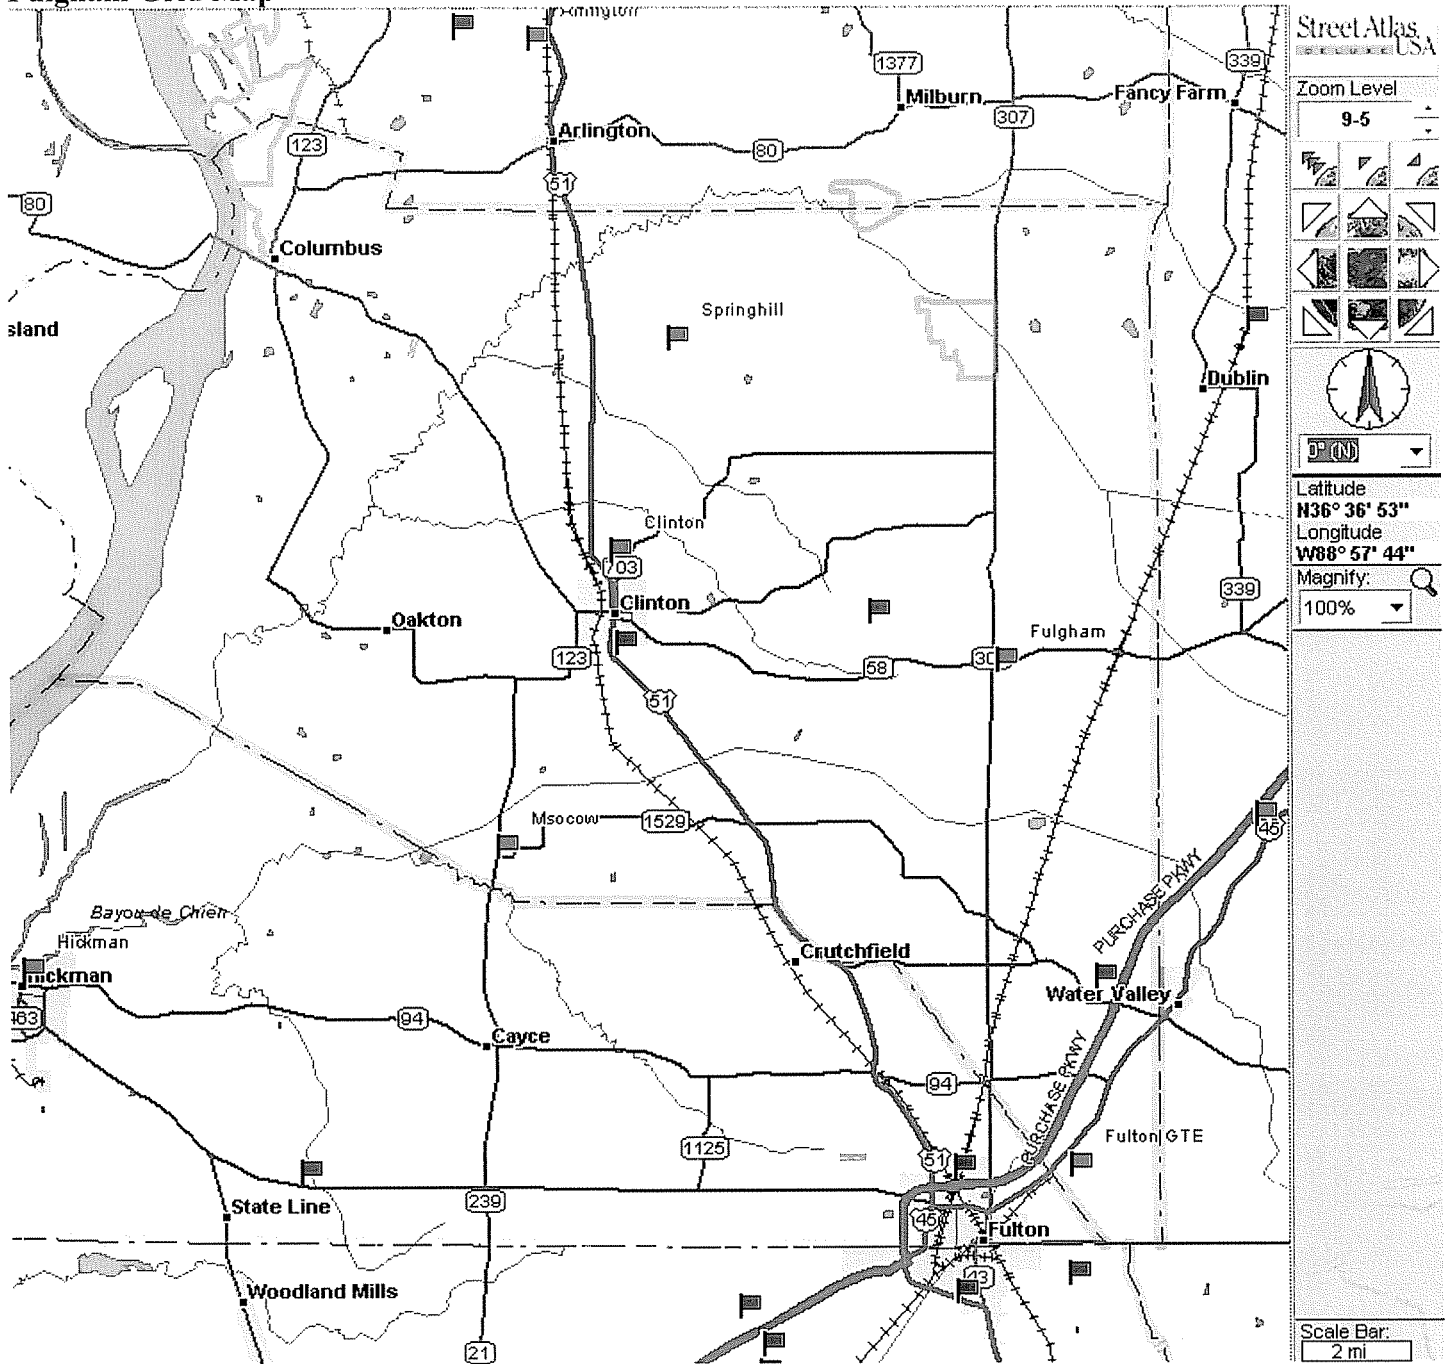 Arlington
1377
Milburn
Fancy Farm
339
307
123
Arlington
80
51
80
Columbus
Springhill
sland
Dublin
Clinton
703
Clinton
339
Oakton
Fulgham
123
58
30
51
Msocow
1529
45
PURCHASE PKWY
Bayou de Chien
Hickman
Hickman
Crutchfield
Water Valley
463
94
Cayce
94
PURCHASE PKWY
Fulton GTE
1125
51
239
State Line
45
Fulton
43
Woodland Mills
21
Street Atlas
DELUXE USA
Zoom Level
9-5
0° (N)
Latitude
N36° 36' 53"
Longitude
W88° 57' 44"
Magnify:
100%
Scale Bar:
2 mi